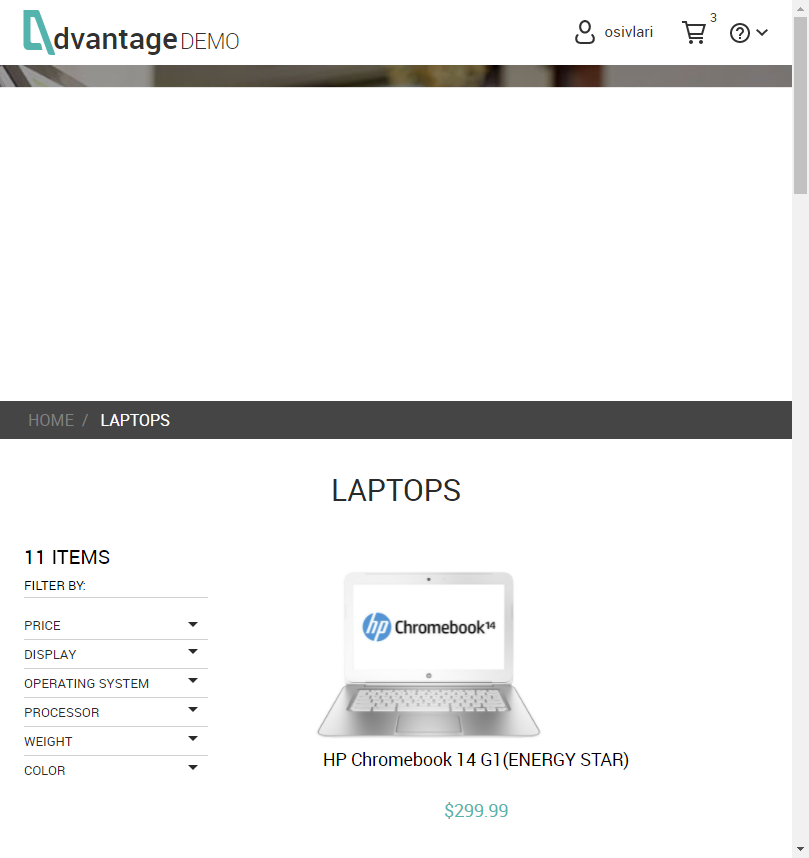 dvantage DEMO
osivlari
3
HOME / LAPTOPS
LAPTOPS
11 ITEMS
FILTER BY:
PRICE
DISPLAY
OPERATING SYSTEM
PROCESSOR
WEIGHT
COLOR
hp Chromebook 14
HP Chromebook 14 G1(ENERGY STAR)
$299.99